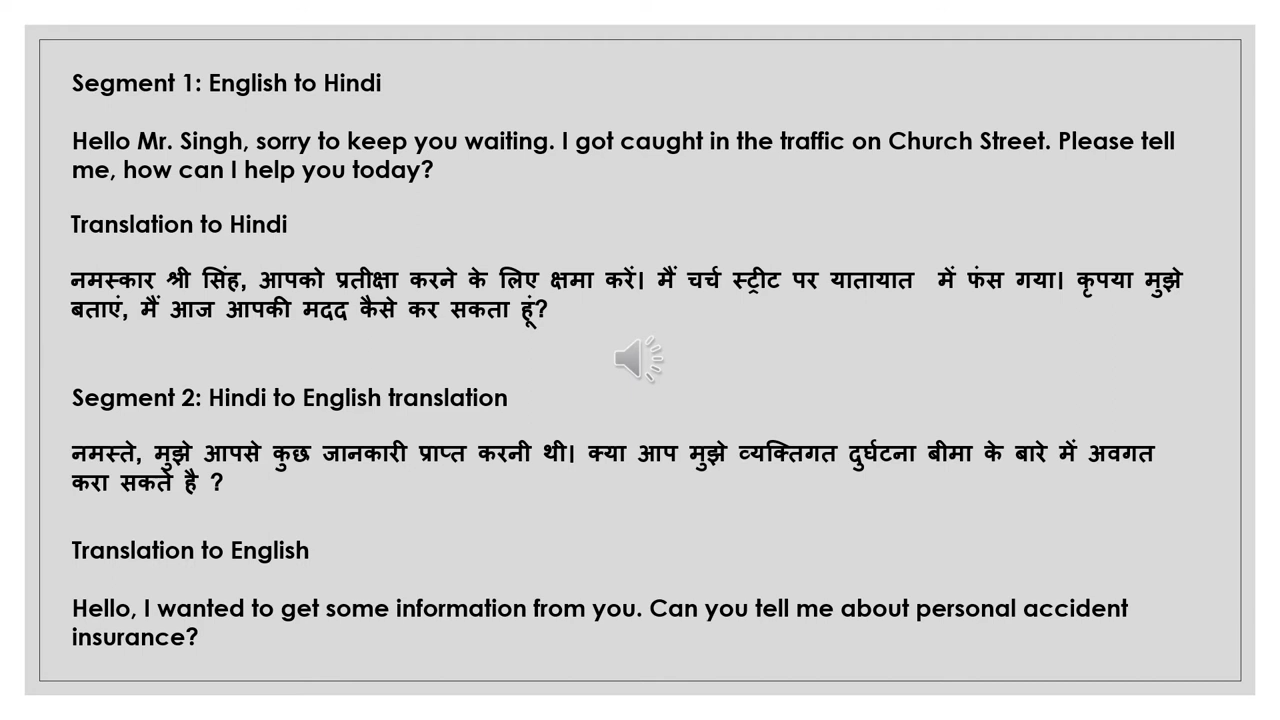 Segment 1: English to Hindi
Hello Mr. Singh, sorry to keep you waiting. I got caught in the traffic on Church Street. Please tell
me, how can I help you today?
Translation to Hindi
नमस्कार श्री सिंह, आपको प्रतीक्षा करने के लिए क्षमा करें। मैं चर्च स्ट्रीट पर यातायात में फंस गया। कृपया मुझे
बताएं, मैं आज आपकी मदद कैसे कर सकता हूं?
Segment 2: Hindi to English translation
नमस्ते, मुझे आपसे कुछ जानकारी प्राप्त करनी थी। क्या आप मुझे व्यक्तिगत दुर्घटना बीमा के बारे में अवगत
करा सकते है ?
Translation to English
Hello, I wanted to get some information from you. Can you tell me about personal accident
insurance?